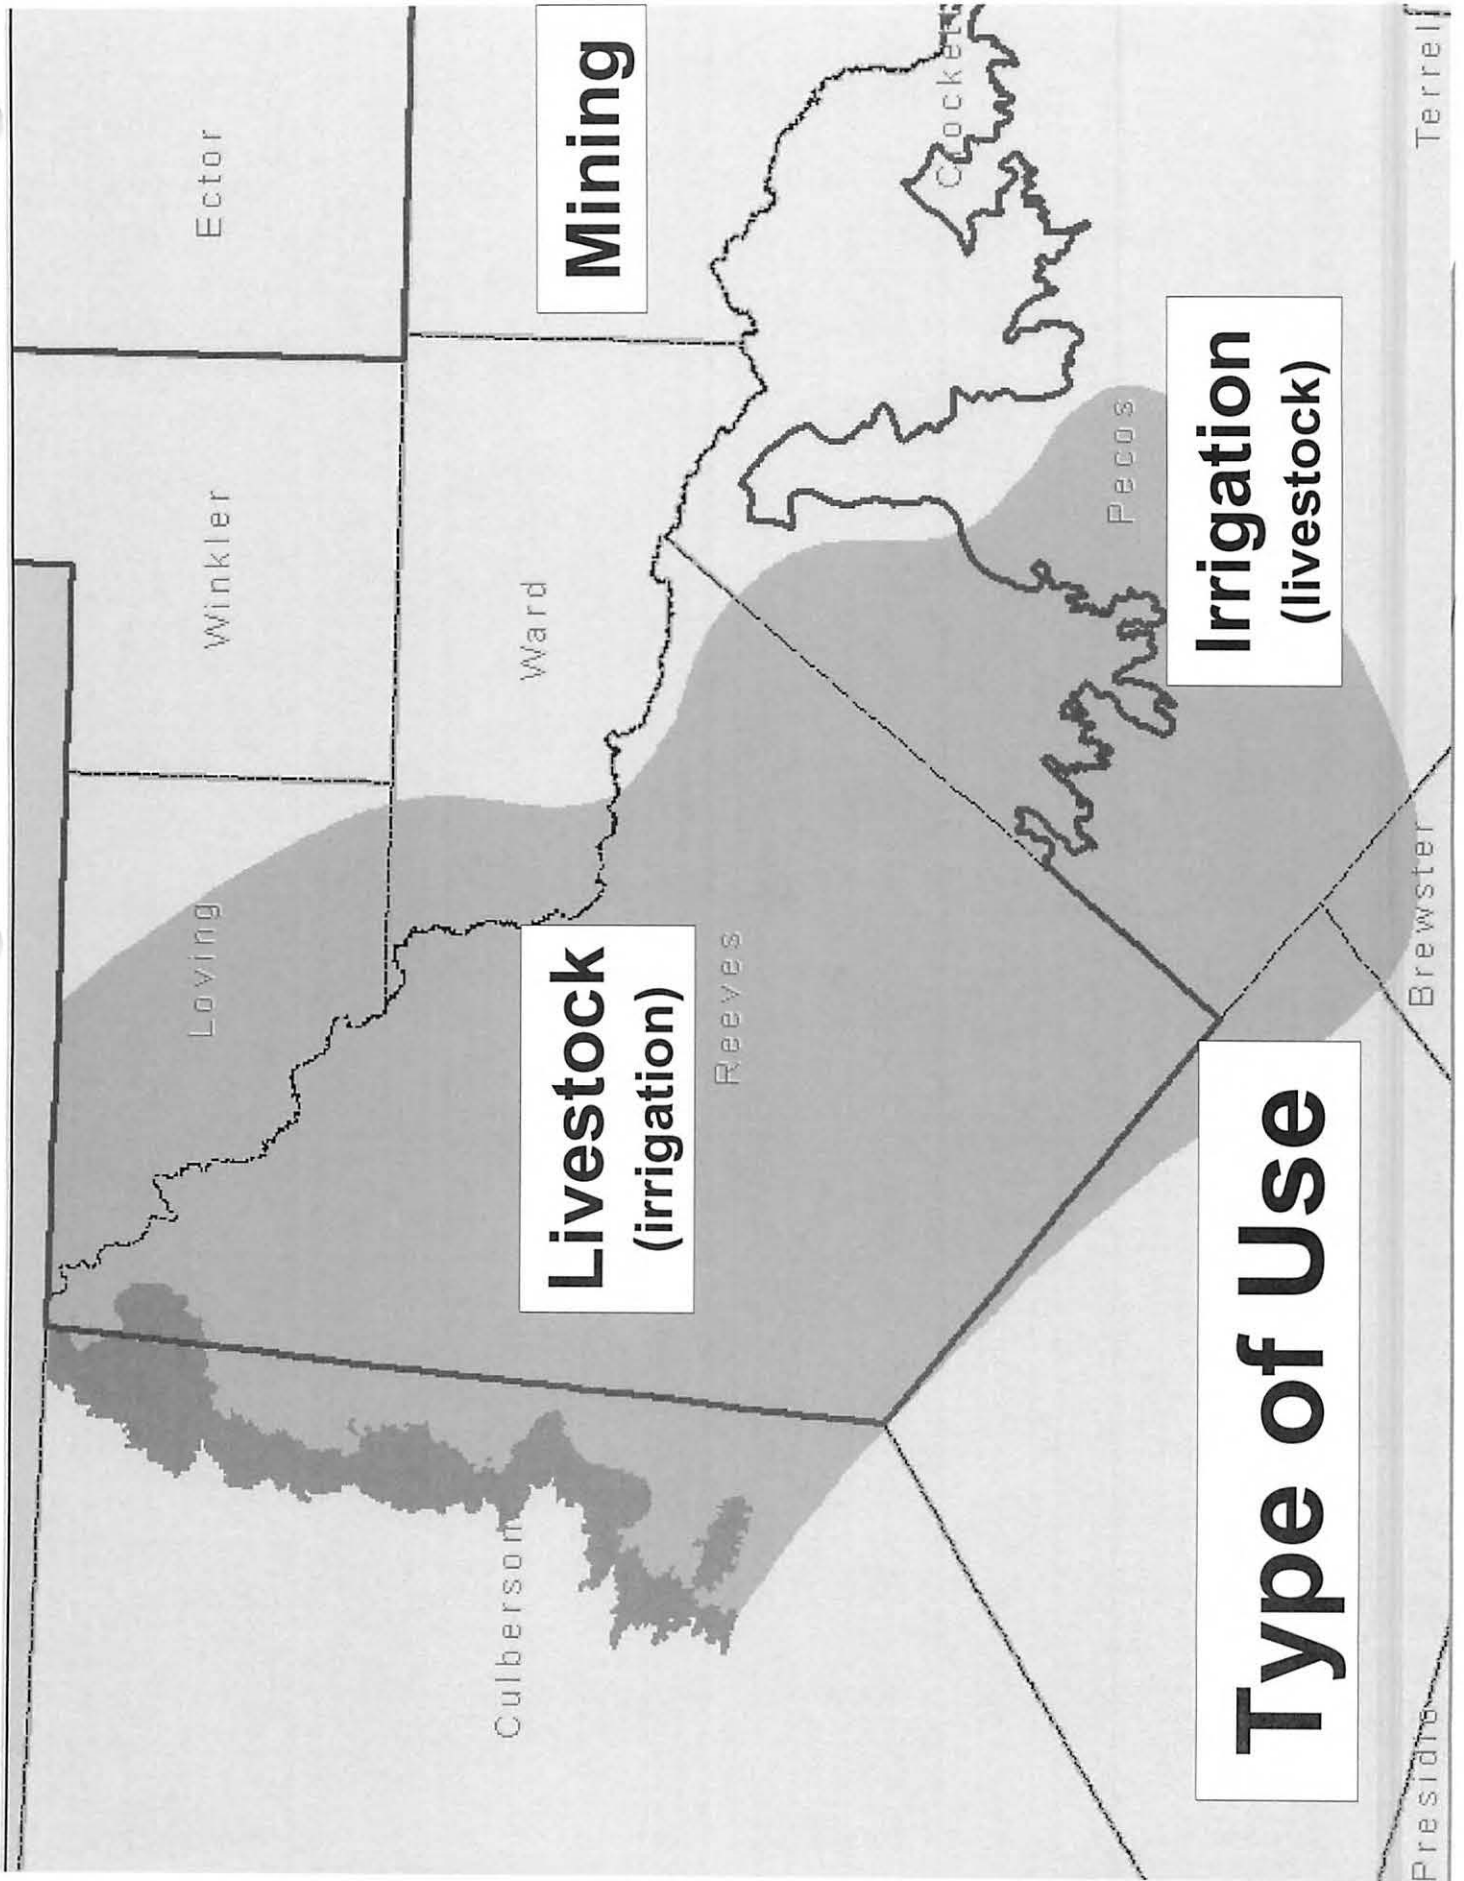 Loving
Winkler
Ector
Culberson
Ward
Livestock
(irrigation)
Mining
Reeves
Crockett
Pecos
Irrigation
(livestock)
Type of Use
Presidio
Brewster
Terrell